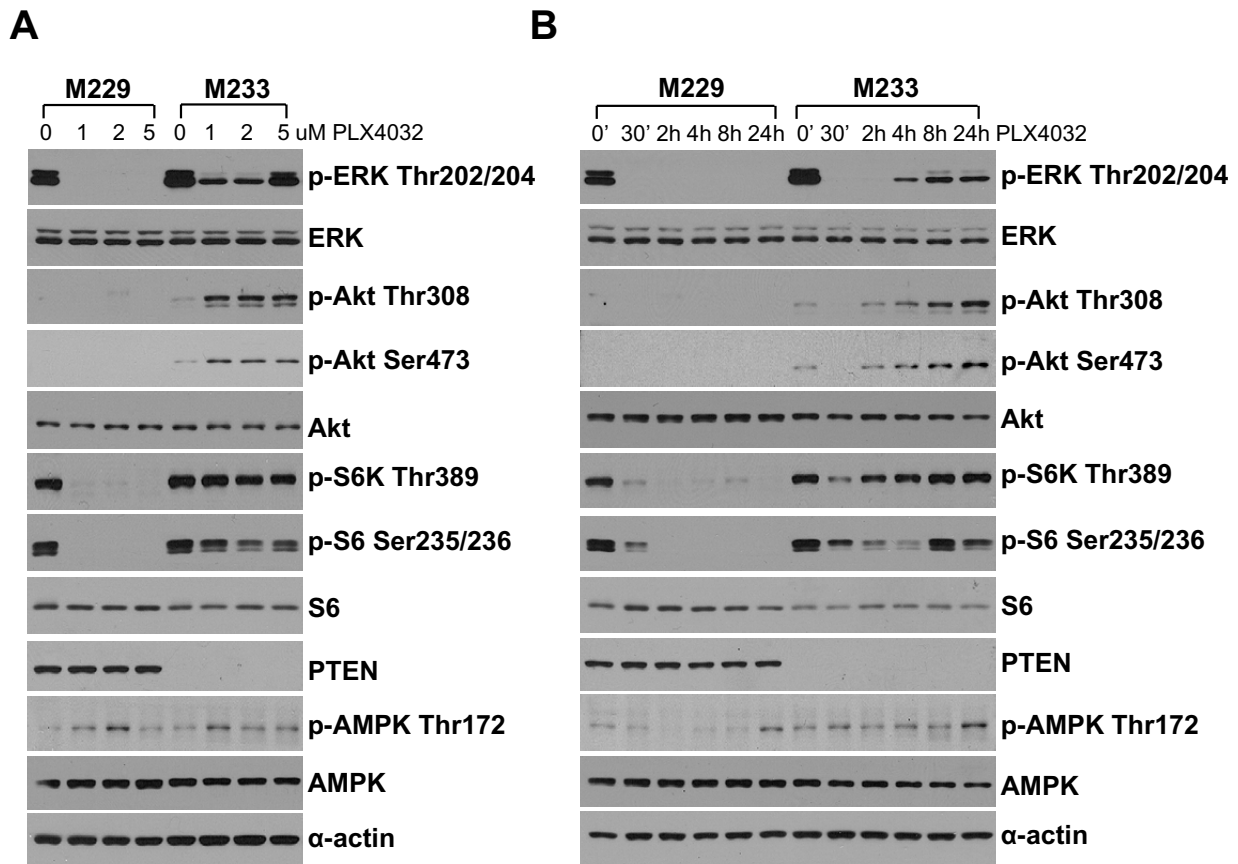 A
M229 M233
0 1 2 5 0 1 2 5 uM PLX4032
p-ERK Thr202/204
ERK
p-Akt Thr308
p-Akt Ser473
Akt
p-S6K Thr389
p-S6 Ser235/236
S6
PTEN
p-AMPK Thr172
AMPK
α-actin
B
M229 M233
0' 30' 2h 4h 8h 24h 0' 30' 2h 4h 8h 24h PLX4032
p-ERK Thr202/204
ERK
p-Akt Thr308
p-Akt Ser473
Akt
p-S6K Thr389
p-S6 Ser235/236
S6
PTEN
p-AMPK Thr172
AMPK
α-actin